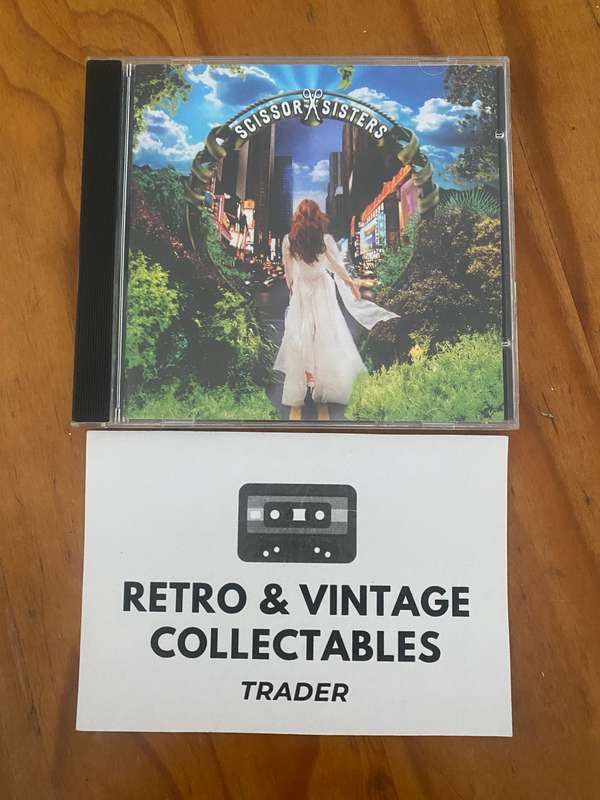 SCISSOR SISTERS
RETRO & VINTAGE
COLLECTABLES
TRADER